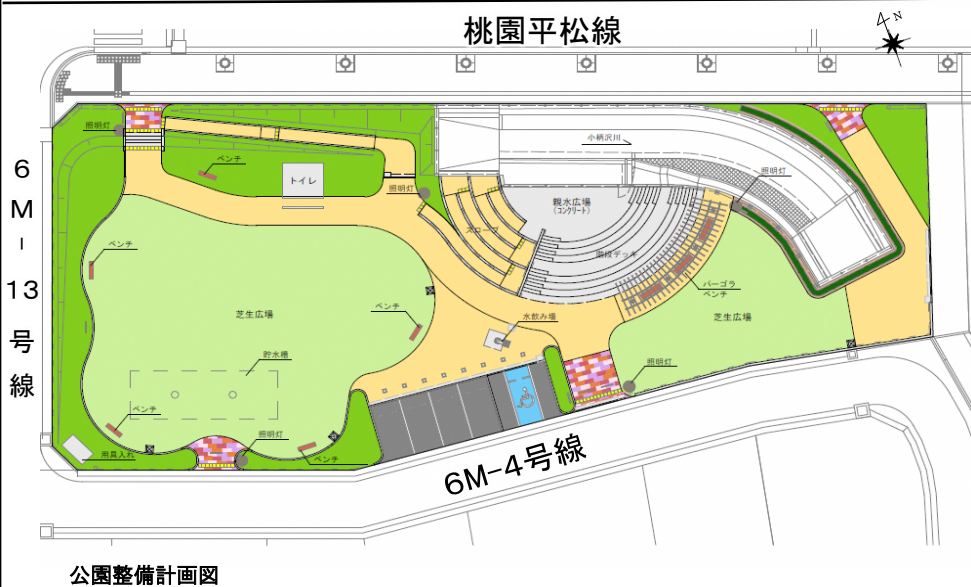 桃園平松線
4 N
照明灯
小柄沢川
ベンチ
トイレ
照明灯
照明灯
親水広場
(コンクリート)
6M-13号線
スロープ
ベンチ
階段デッキ
パーゴラ
ベンチ
ベンチ
芝生広場
水飲み場
芝生広場
貯水槽
照明灯
ベンチ
照明灯
用具入れ
ベンチ
6M-4号線
公園整備計画図